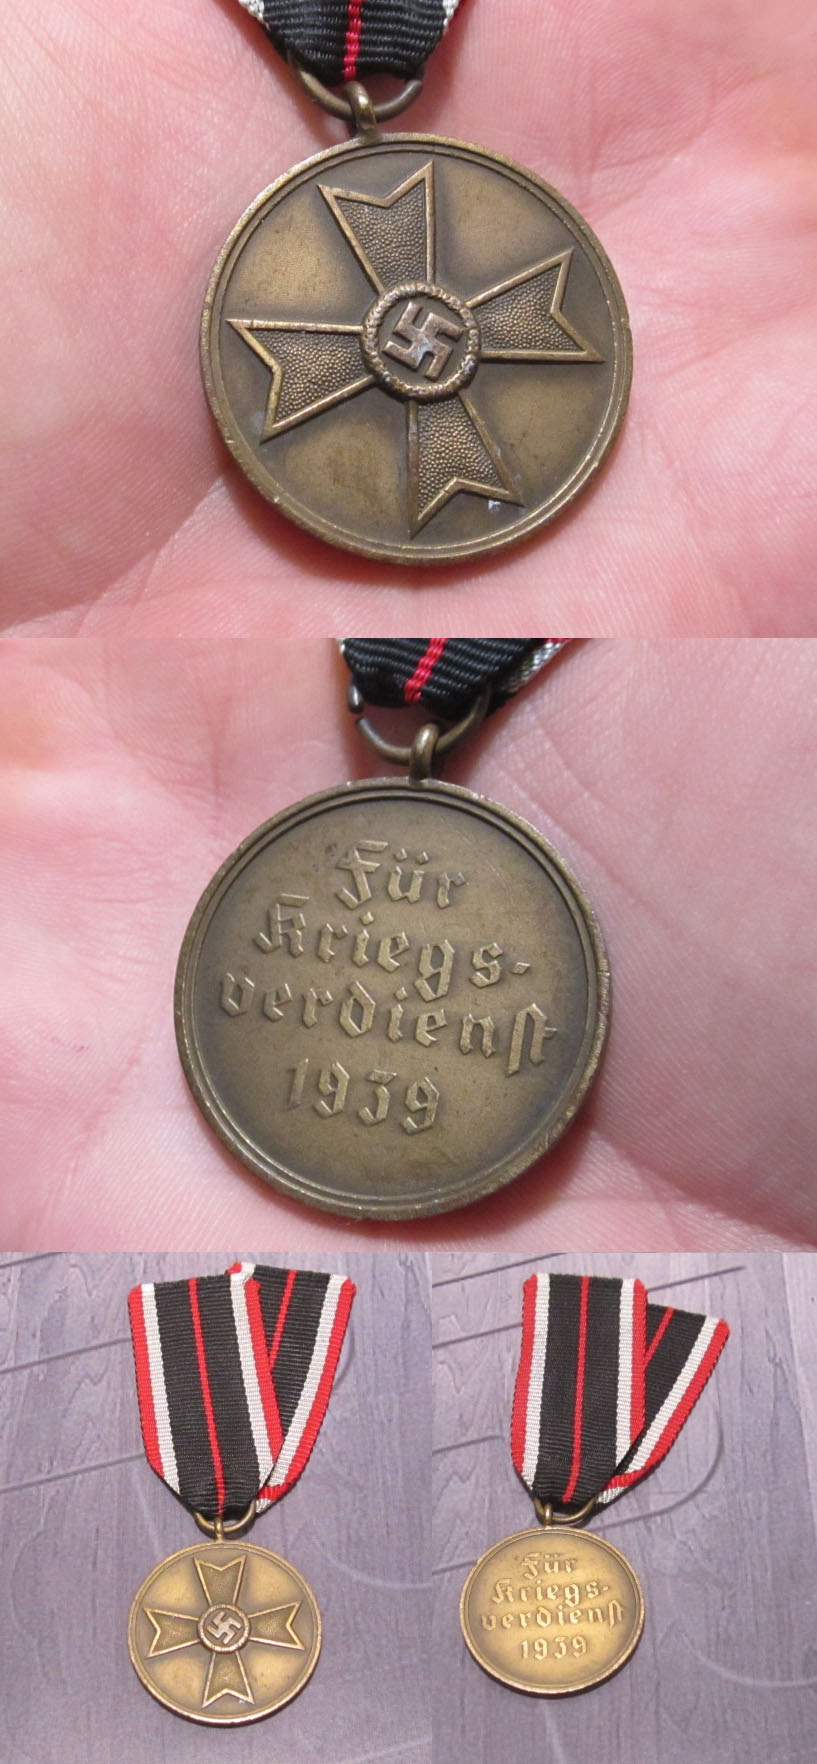 Für
Kriegs-
verdienst
1939
Für
Kriegs-
verdienst
1939